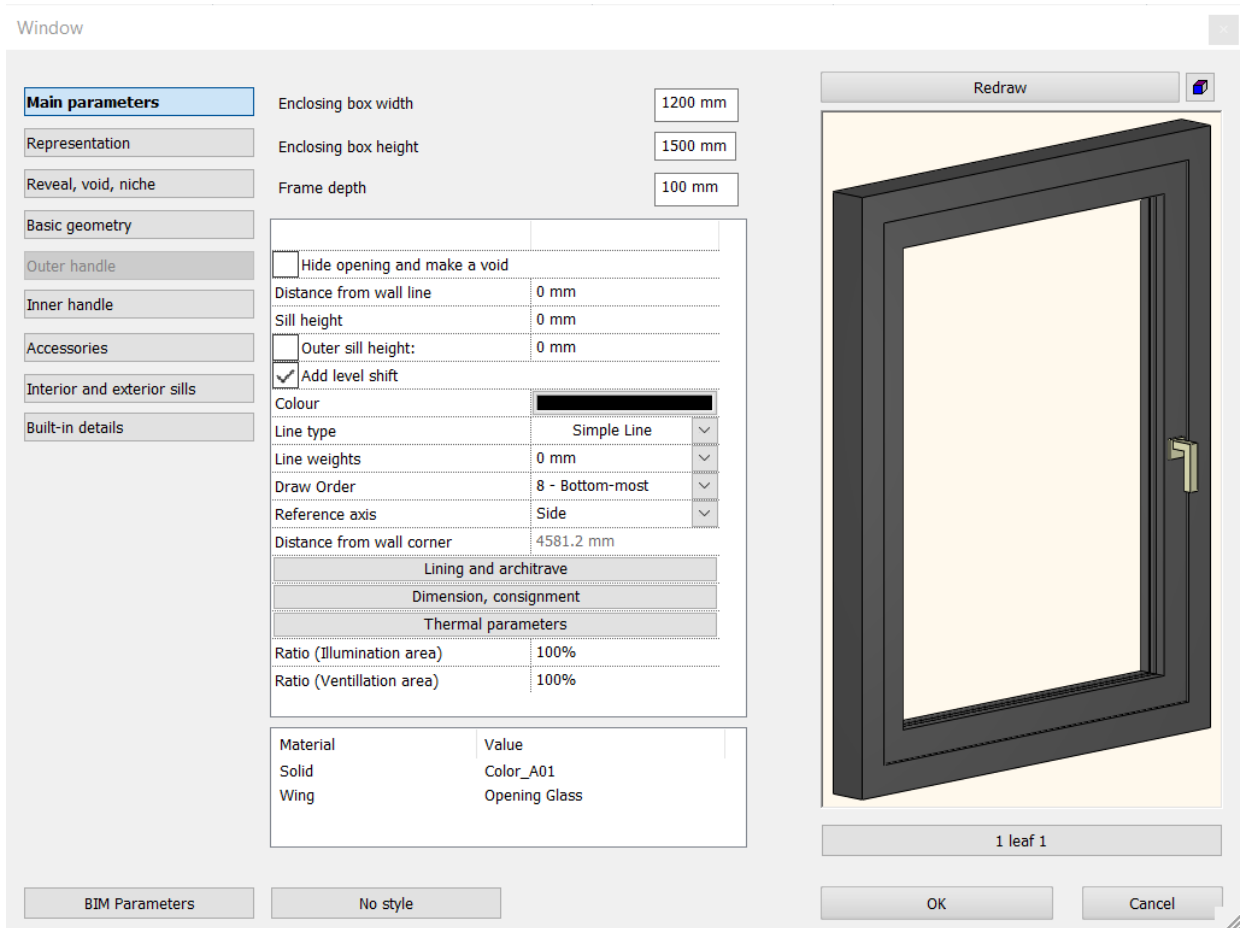 Window
Main parameters
Representation
Reveal, void, niche
Basic geometry
Outer handle
Inner handle
Accessories
Interior and exterior sills
Built-in details
Enclosing box width 1200 mm
Enclosing box height 1500 mm
Frame depth 100 mm
Hide opening and make a void
Distance from wall line 0 mm
Sill height 0 mm
Outer sill height: 0 mm
Add level shift
Colour
Line type Simple Line
Line weights 0 mm
Draw Order 8 - Bottom-most
Reference axis Side
Distance from wall corner 4581.2 mm
Lining and architrave
Dimension, consignment
Thermal parameters
Ratio (Illumination area) 100%
Ratio (Ventillation area) 100%
Material Value
Solid Color_A01
Wing Opening Glass
Redraw
1 leaf 1
BIM Parameters
No style
OK
Cancel